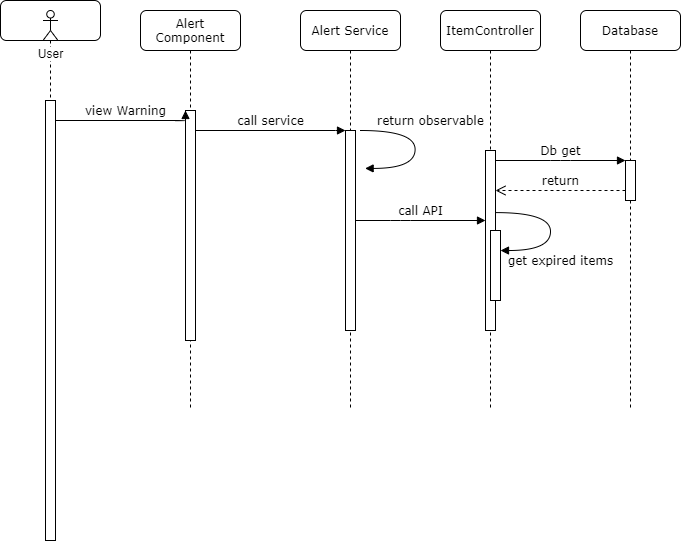 Alert
Component
Alert Service
ItemController
Database
User
view Warning
call service
return observable
Db get
return
call API
get expired items